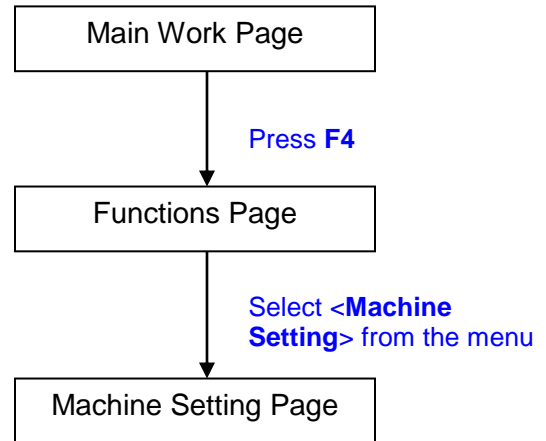 Main Work Page
Press F4
Functions Page
Select <Machine
Setting> from the menu
Machine Setting Page